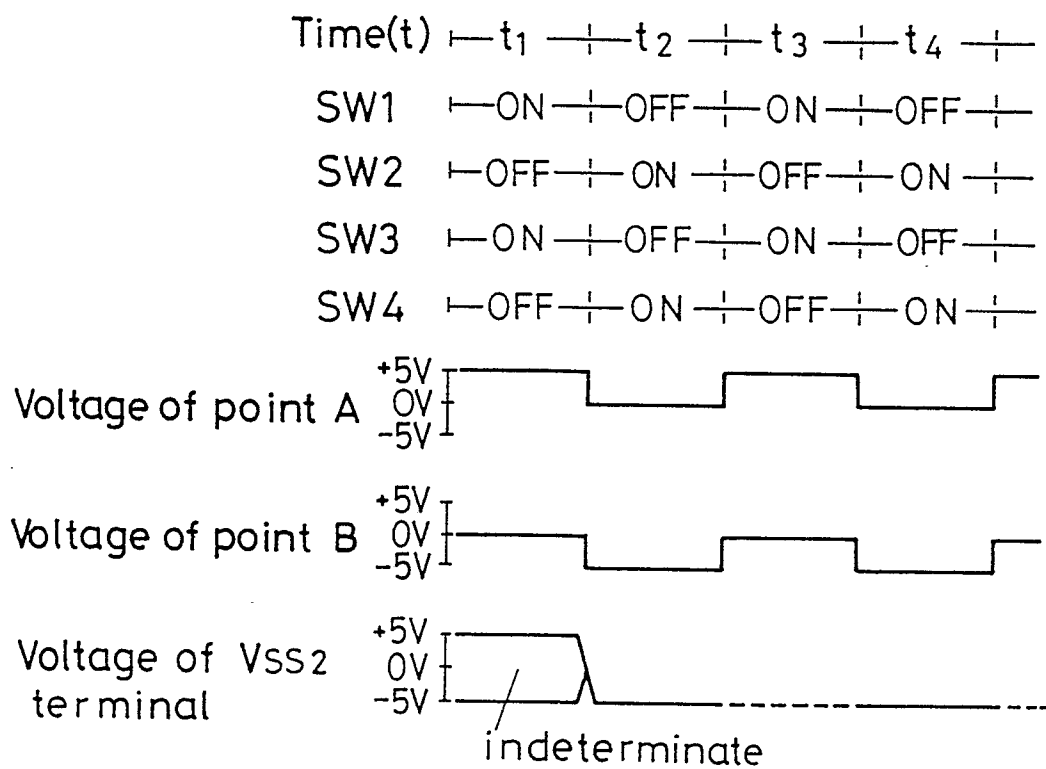 Time(t) t1 t2 t3 t4
SW1 ON OFF ON OFF
SW2 OFF ON OFF ON
SW3 ON OFF ON OFF
SW4 OFF ON OFF ON
Voltage of point A +5V 0V -5V
Voltage of point B +5V 0V -5V
Voltage of VSS2 terminal +5V 0V -5V
indeterminate